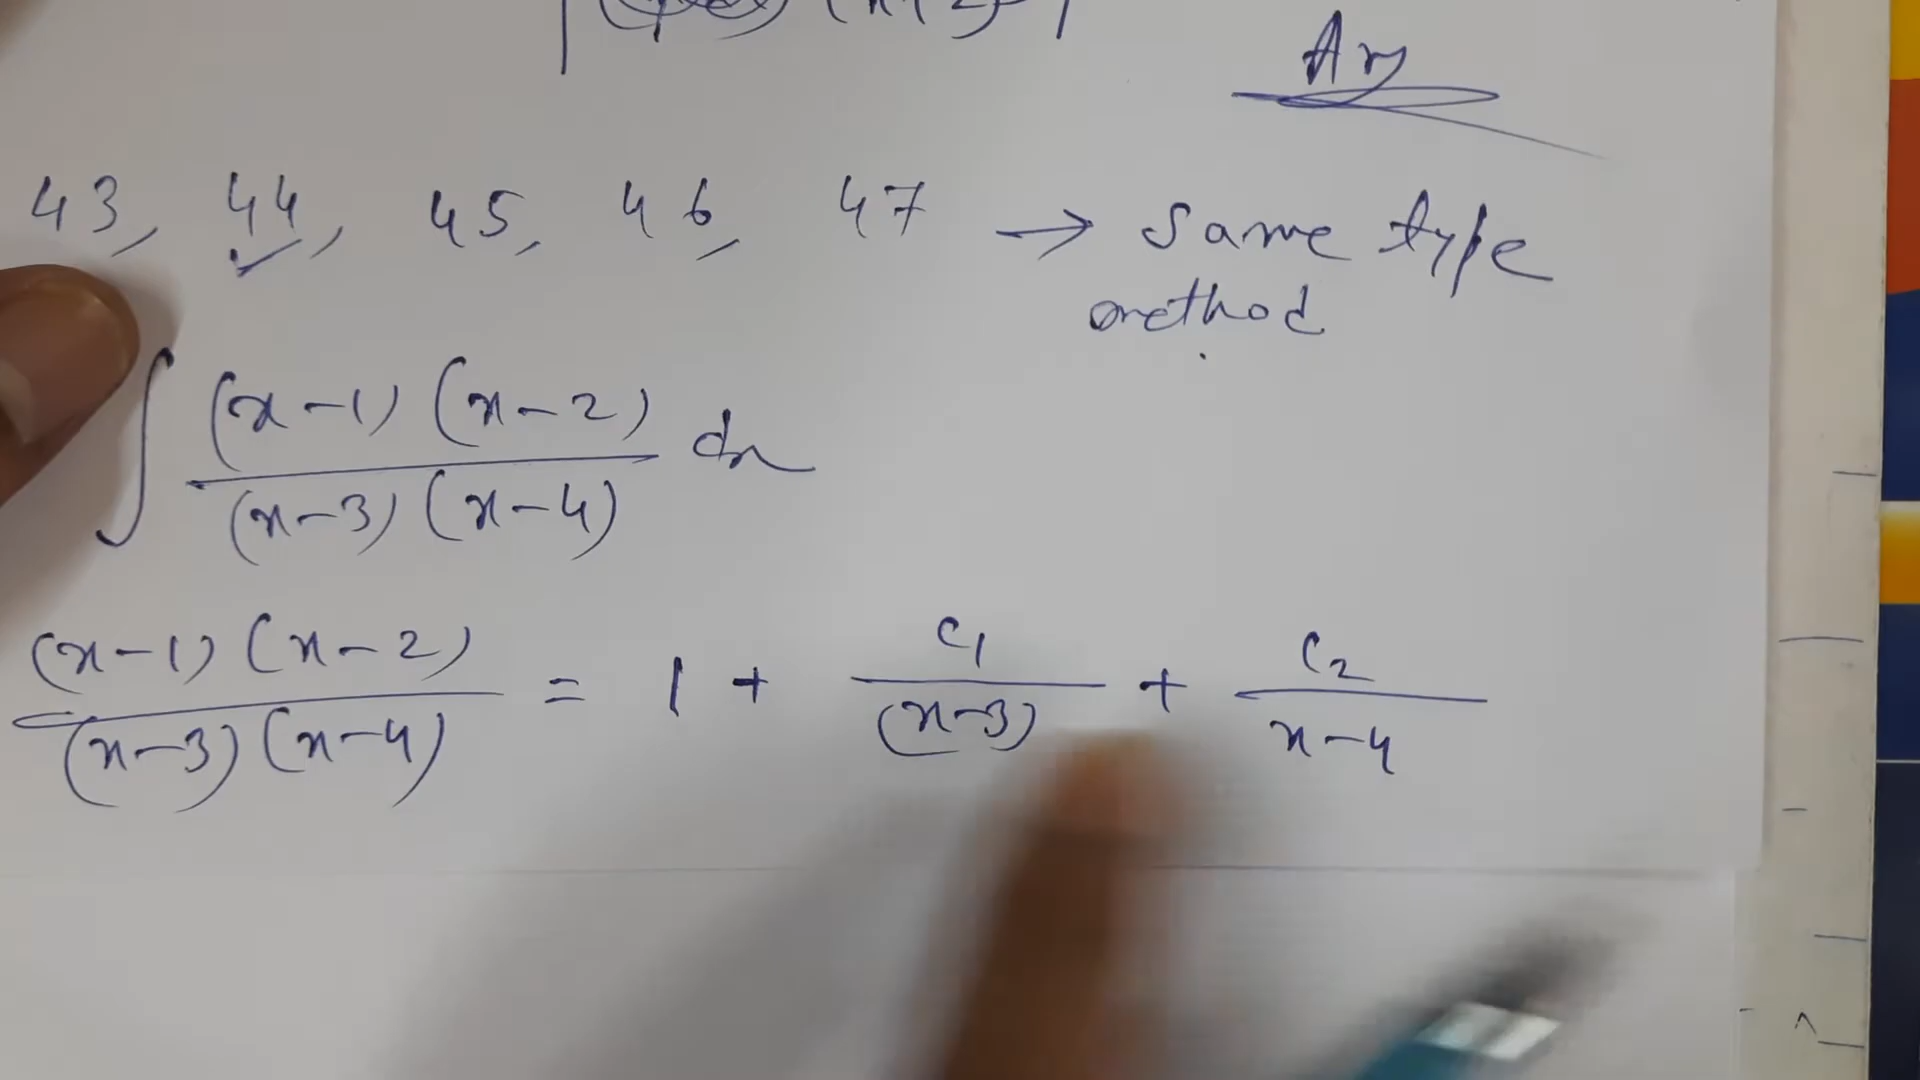 (x+2)
Ans
43, 44, 45, 46, 47 → Same type
method
∫ (x-1) (x-2) / (x-3) (x-4) dx
(x-1) (x-2) / (x-3) (x-4) = 1 + c1 / (x-3) + c2 / x-4